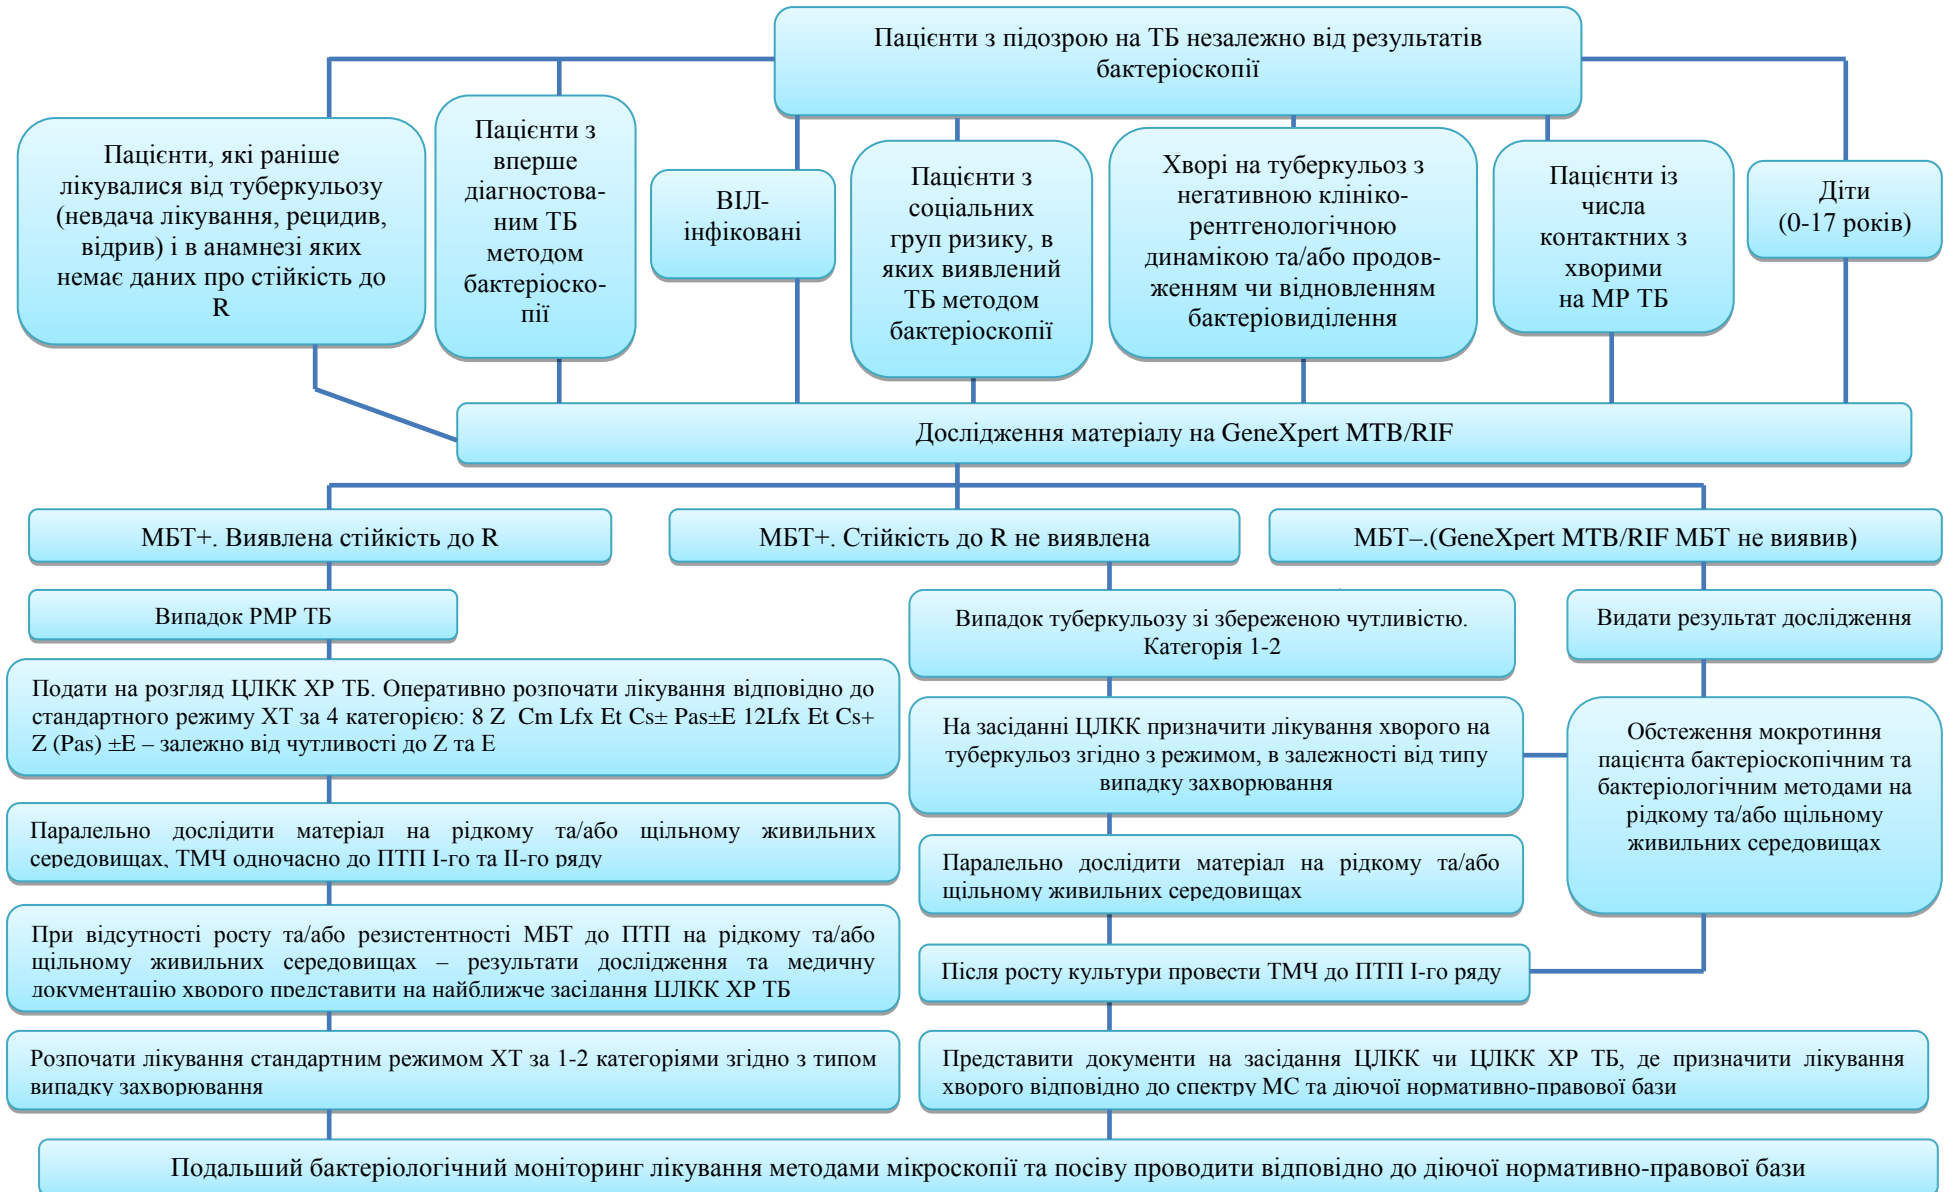 Пацієнти з підозрою на ТБ незалежно від результатів
бактеріоскопії
Пацієнти, які раніше
лікувалися від туберкульозу
(невдача лікування, рецидив,
відрив) і в анамнезі яких
немає даних про стійкість до
R
Пацієнти з
вперше
діагностова-
ним ТБ
методом
бактеріоско-
пії
ВІЛ-
інфіковані
Пацієнти з
соціальних
груп ризику, в
яких виявлений
ТБ методом
бактеріоскопії
Хворі на туберкульоз з
негативною клініко-
рентгенологічною
динамікою та/або продов-
женням чи відновленням
бактеріовиділення
Пацієнти із
числа
контактних з
хворими
на МР ТБ
Діти
(0-17 років)
Дослідження матеріалу на GeneXpert MTB/RIF
МБТ+. Виявлена стійкість до R
МБТ+. Стійкість до R не виявлена
МБТ–.(GeneXpert MTB/RIF МБТ не виявив)
Випадок РМР ТБ
Випадок туберкульозу зі збереженою чутливістю.
Категорія 1-2
Видати результат дослідження
Подати на розгляд ЦЛКК ХР ТБ. Оперативно розпочати лікування відповідно до
стандартного режиму ХТ за 4 категорією: 8 Z Cm Lfx Et Cs± Pas±E 12Lfx Et Cs+
Z (Pas) ±E – залежно від чутливості до Z та E
На засіданні ЦЛКК призначити лікування хворого на
туберкульоз згідно з режимом, в залежності від типу
випадку захворювання
Обстеження мокротиння
пацієнта бактеріоскопічним та
бактеріологічним методами на
рідкому та/або щільному
живильних середовищах
Паралельно дослідити матеріал на рідкому та/або щільному живильних
середовищах, ТМЧ одночасно до ПТП І-го та ІІ-го ряду
Паралельно дослідити матеріал на рідкому та/або
щільному живильних середовищах
При відсутності росту та/або резистентності МБТ до ПТП на рідкому та/або
щільному живильних середовищах – результати дослідження та медичну
документацію хворого представити на найближче засідання ЦЛКК ХР ТБ
Після росту культури провести ТМЧ до ПТП І-го ряду
Розпочати лікування стандартним режимом ХТ за 1-2 категоріями згідно з типом
випадку захворювання
Представити документи на засідання ЦЛКК чи ЦЛКК ХР ТБ, де призначити лікування
хворого відповідно до спектру МС та діючої нормативно-правової бази
Подальший бактеріологічний моніторинг лікування методами мікроскопії та посіву проводити відповідно до діючої нормативно-правової бази